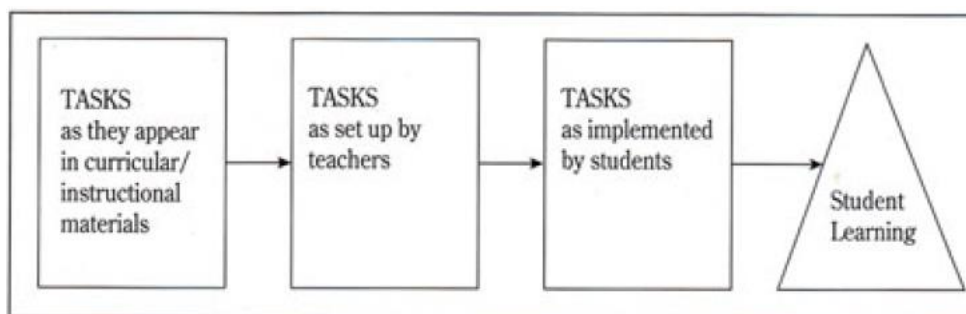 TASKS
as they appear
in curricular/
instructional
materials
TASKS
as set up by
teachers
TASKS
as implemented
by students
Student
Learning